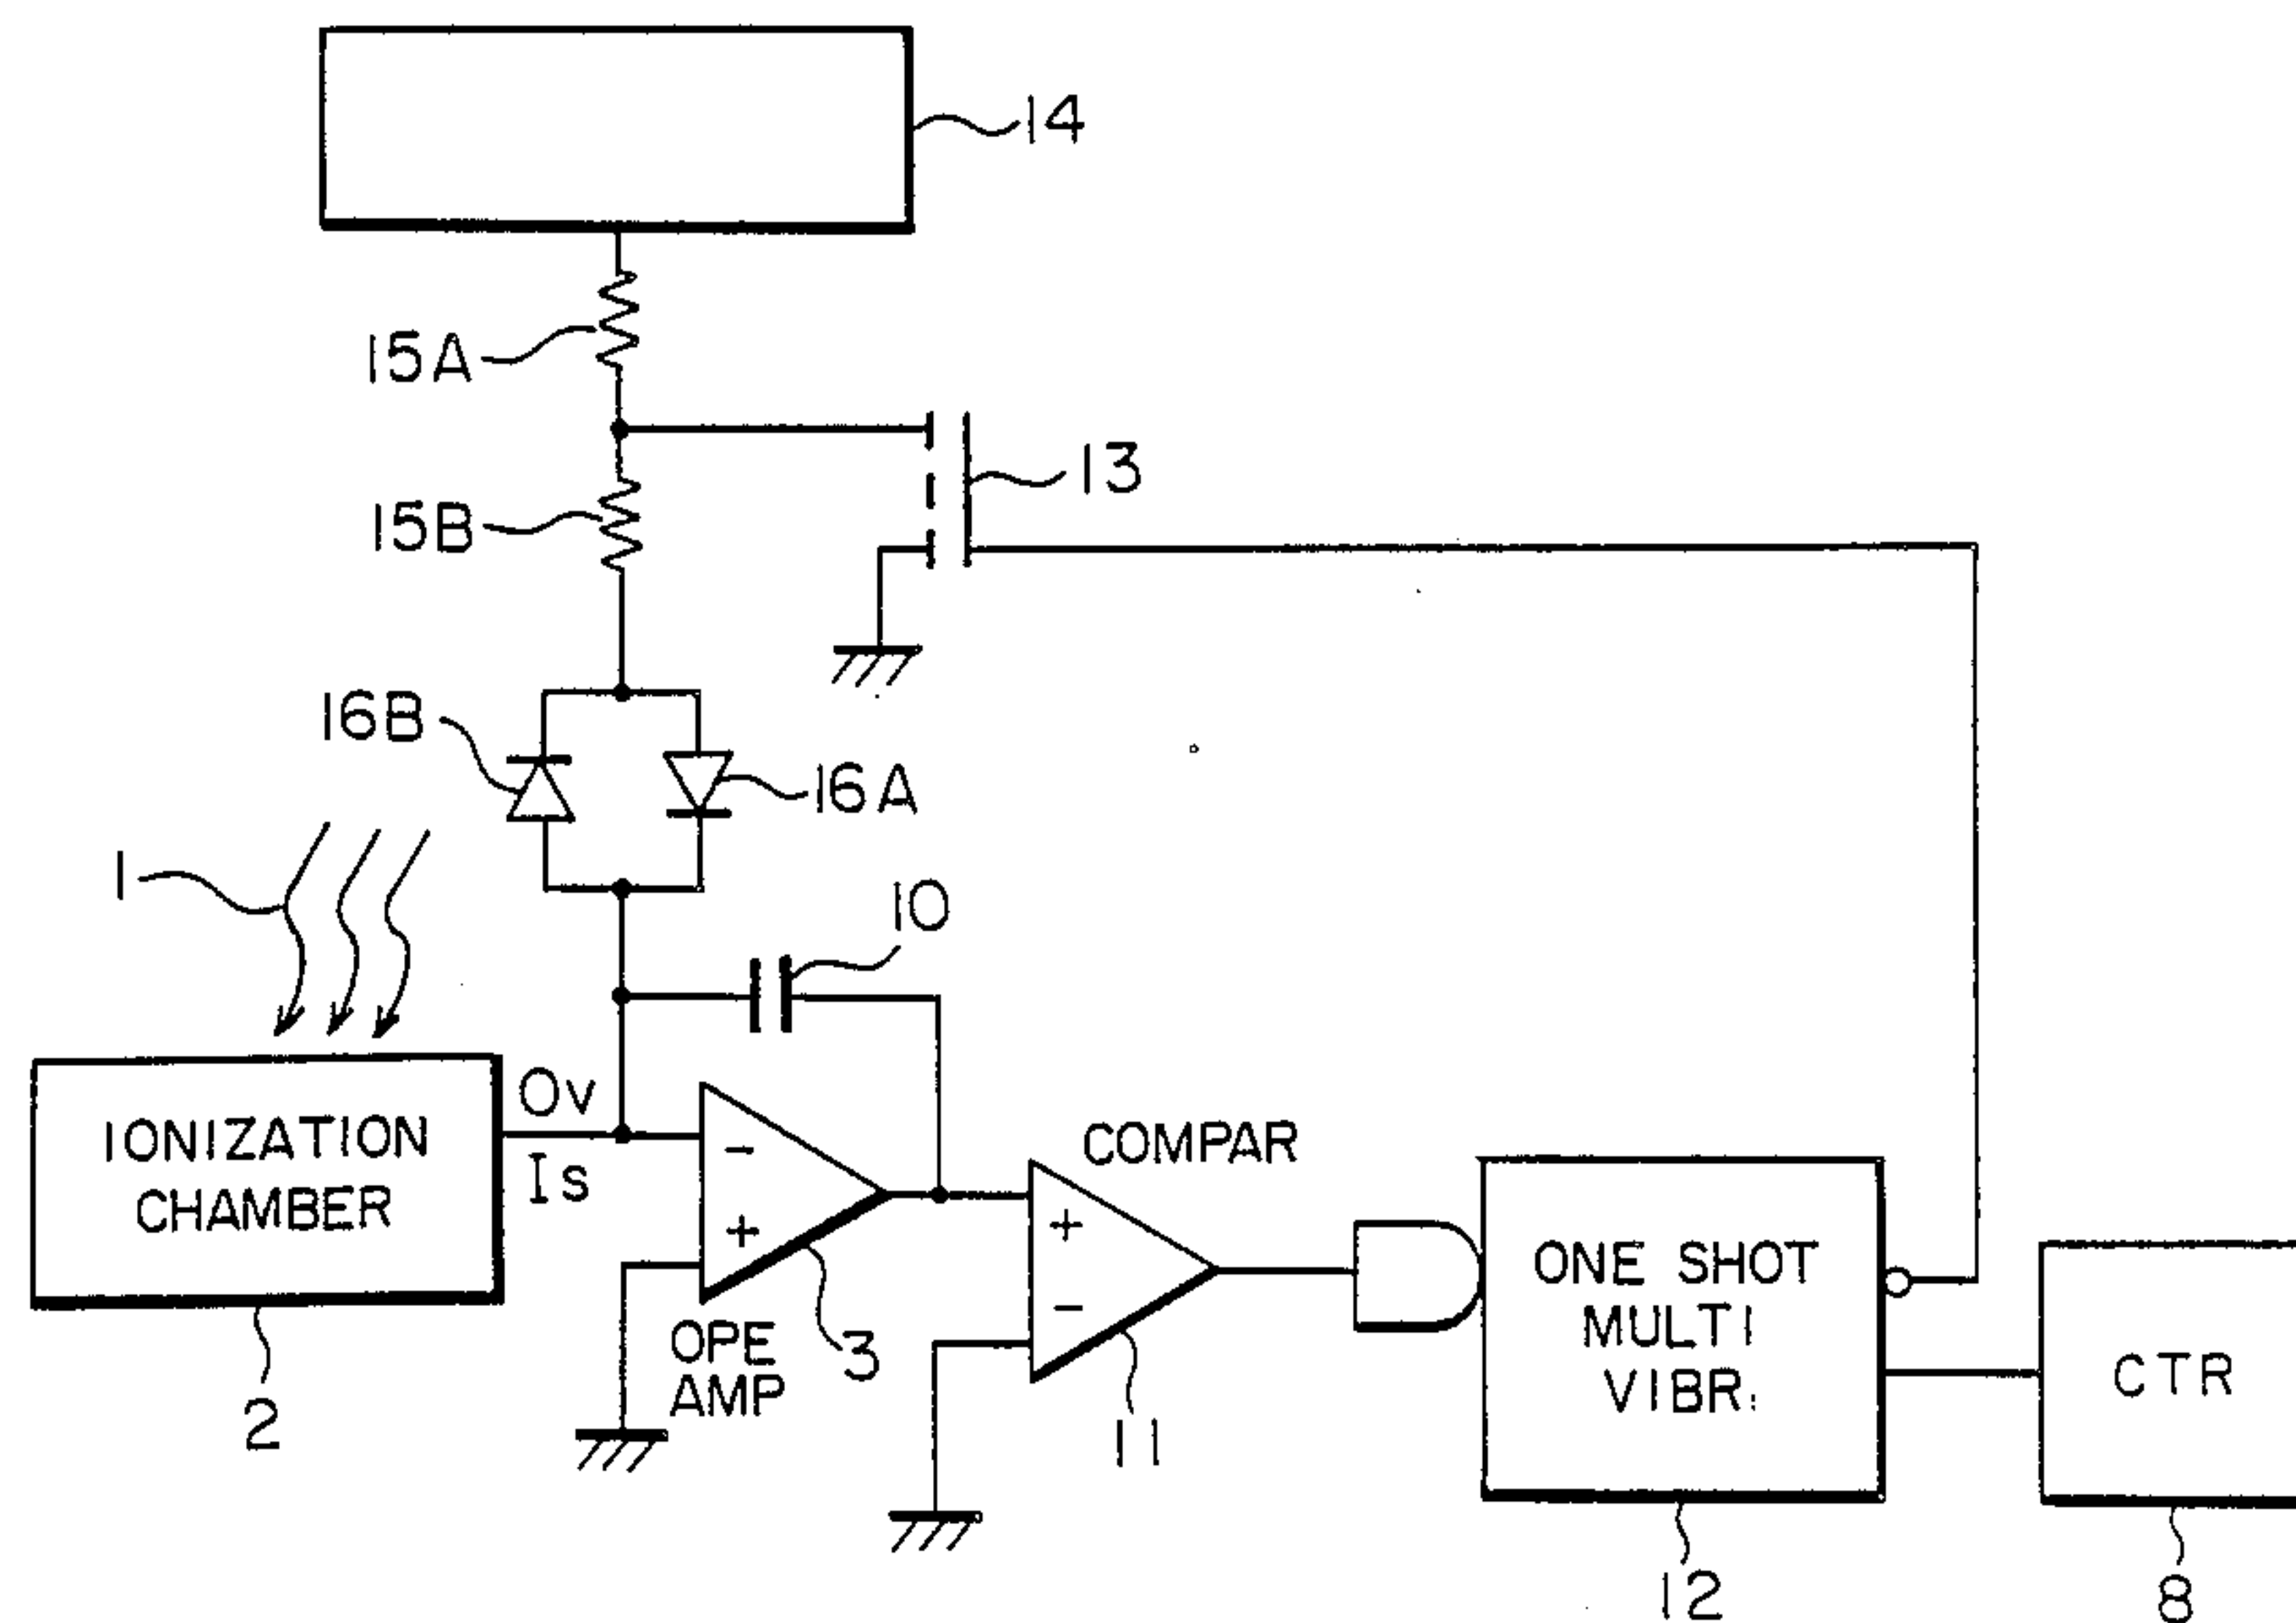 14
15A
13
15B
16B
16A
1
10
IONIZATION
CHAMBER
Ov
Is
-
+
OPE
AMP
3
2
COMPAR
+
-
11
ONE SHOT
MULTI
VIBR.
12
CTR
8